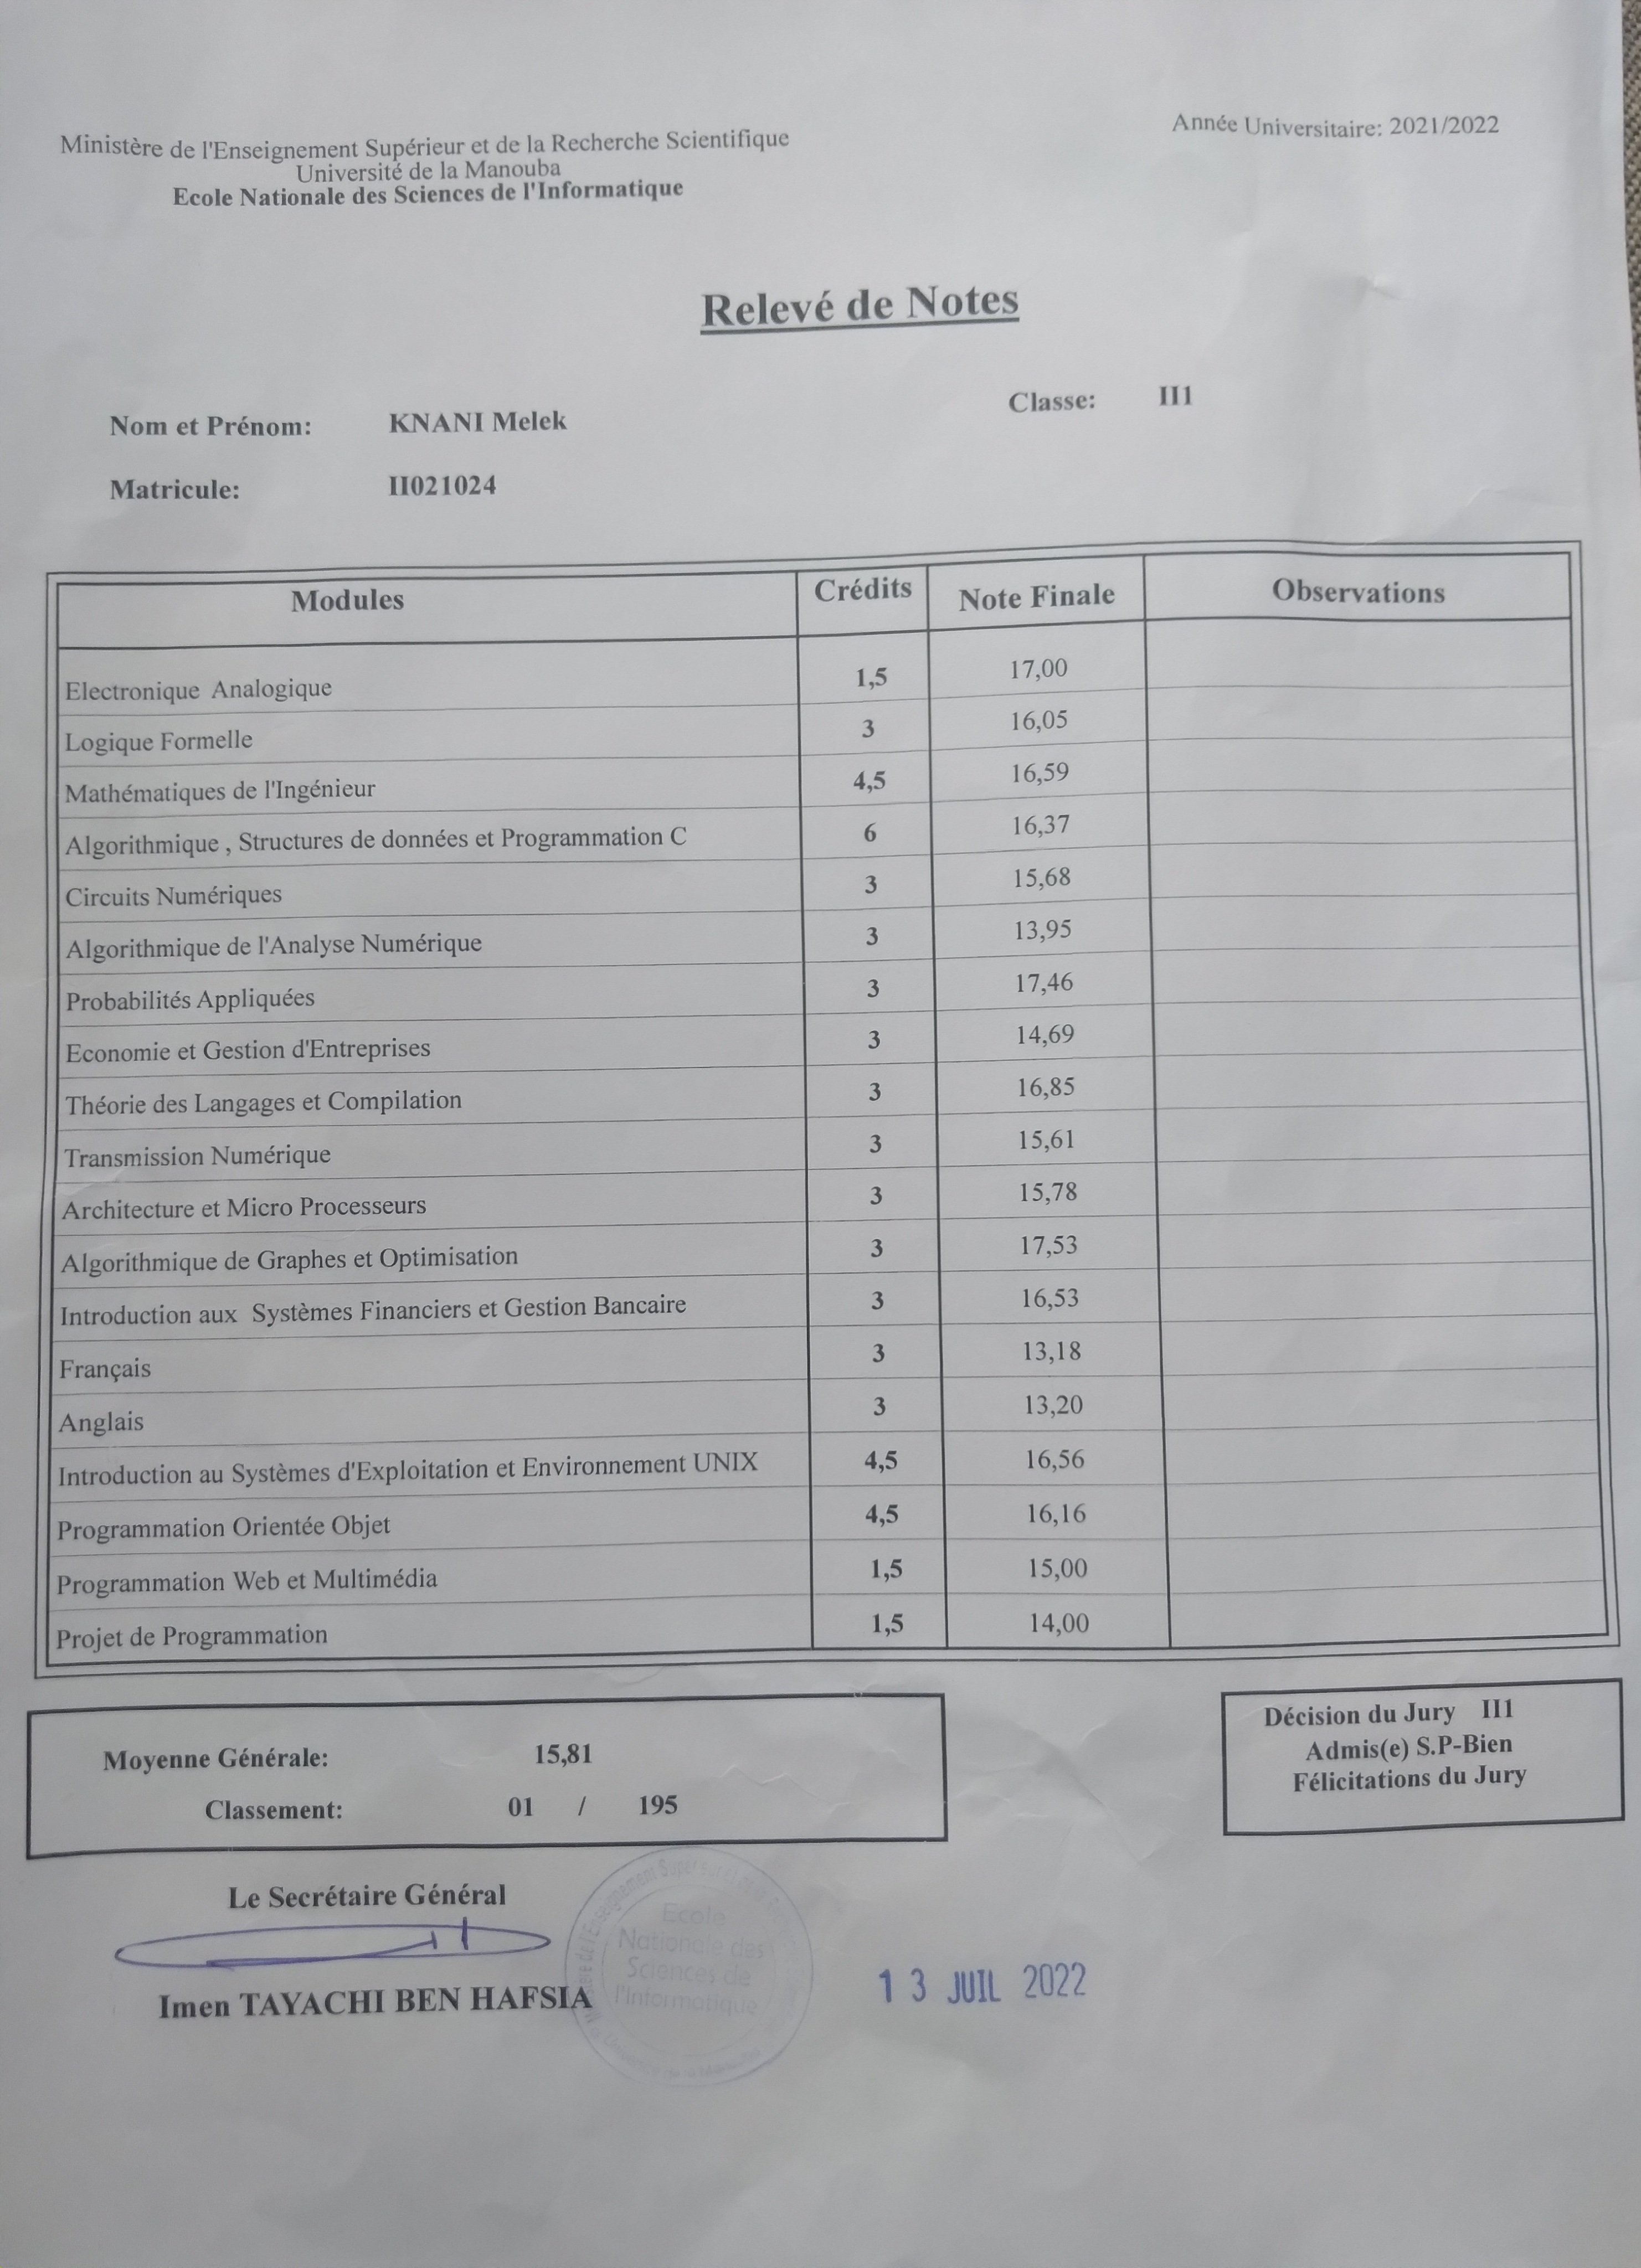 Année Universitaire: 2021/2022
Ministère de l'Enseignement Supérieur et de la Recherche Scientifique
Université de la Manouba
Ecole Nationale des Sciences de l'Informatique
Relevé de Notes
Nom et Prénom: KNANI Melek Classe: II1
Matricule: II021024
Modules Crédits Note Finale Observations
Electronique Analogique 1,5 17,00
Logique Formelle 3 16,05
Mathématiques de l'Ingénieur 4,5 16,59
Algorithmique , Structures de données et Programmation C 6 16,37
Circuits Numériques 3 15,68
Algorithmique de l'Analyse Numérique 3 13,95
Probabilités Appliquées 3 17,46
Economie et Gestion d'Entreprises 3 14,69
Théorie des Langages et Compilation 3 16,85
Transmission Numérique 3 15,61
Architecture et Micro Processeurs 3 15,78
Algorithmique de Graphes et Optimisation 3 17,53
Introduction aux Systèmes Financiers et Gestion Bancaire 3 16,53
Français 3 13,18
Anglais 3 13,20
Introduction au Systèmes d'Exploitation et Environnement UNIX 4,5 16,56
Programmation Orientée Objet 4,5 16,16
Programmation Web et Multimédia 1,5 15,00
Projet de Programmation 1,5 14,00
Moyenne Générale: 15,81
Classement: 01 / 195
Décision du Jury II1
Admis(e) S.P-Bien
Félicitations du Jury
Le Secrétaire Général
Imen TAYACHI BEN HAFSIA
Ecole
Nationale des
Sciences de
l'Informatique
13 JUIL 2022